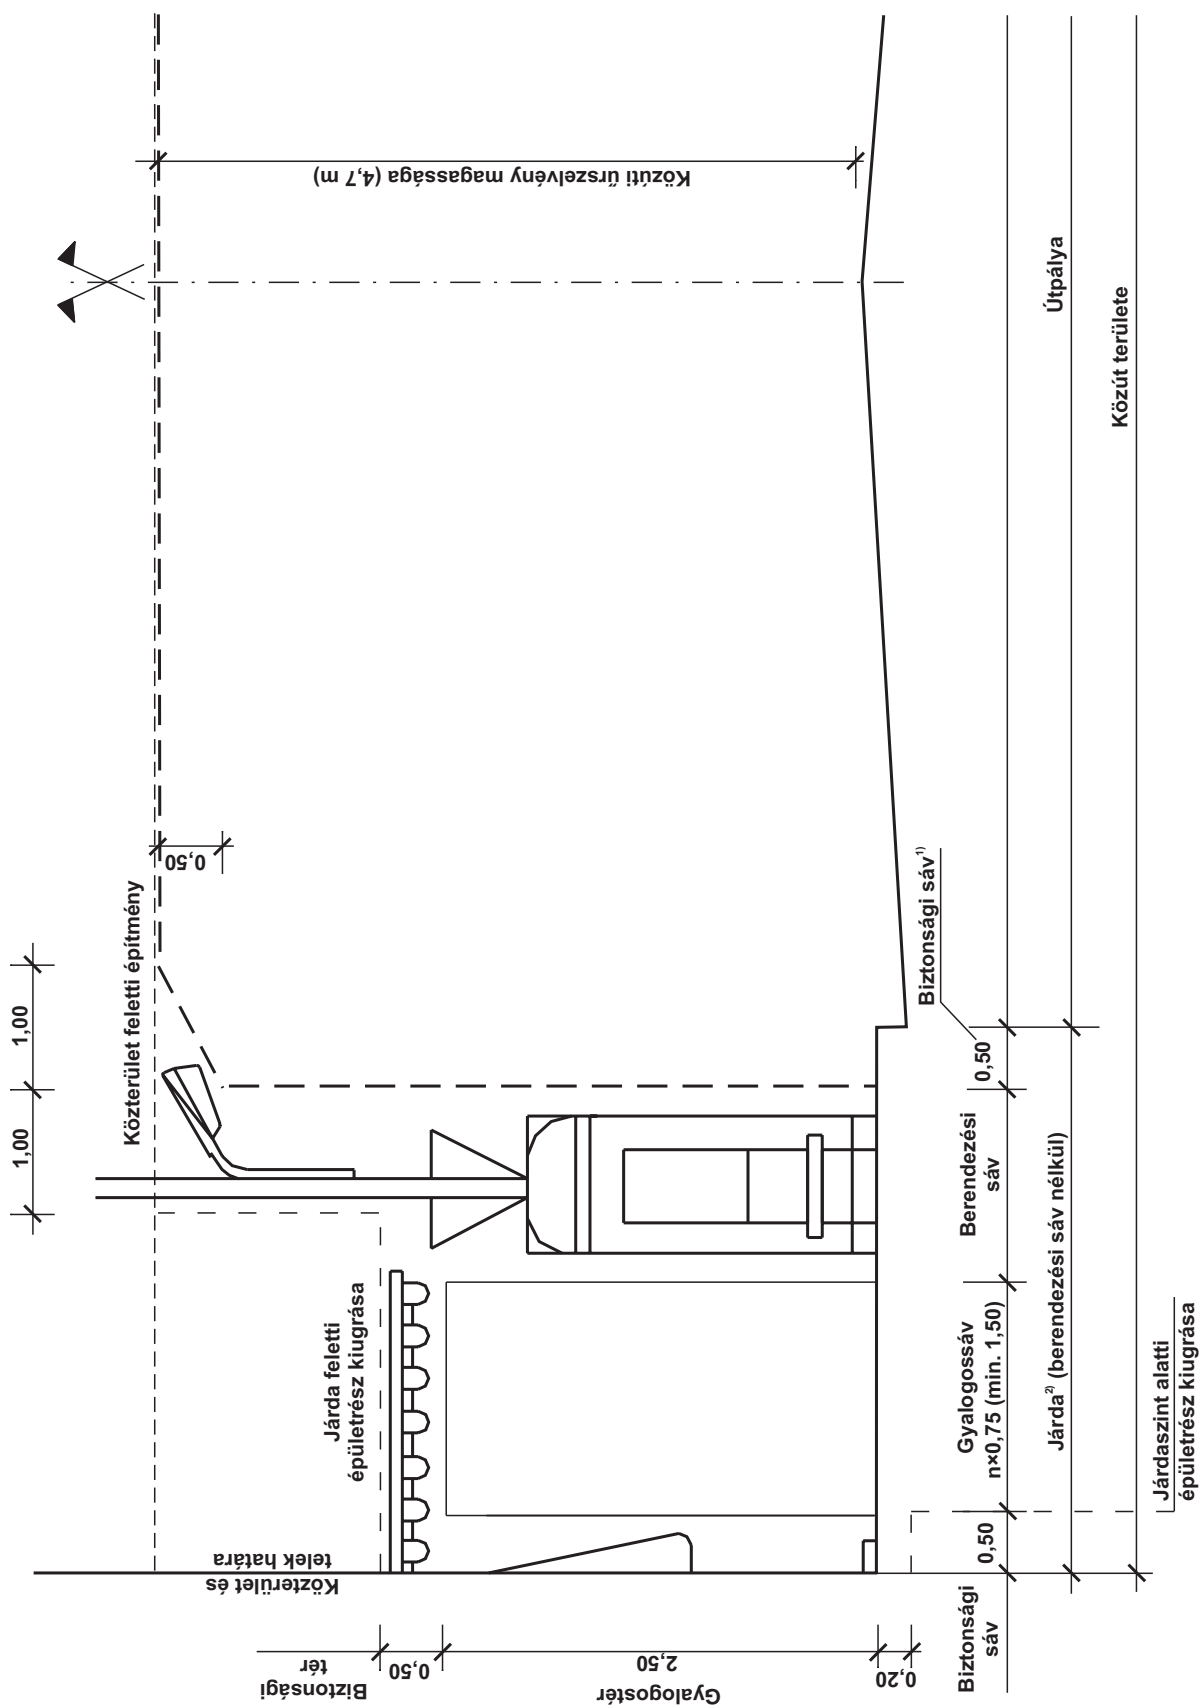 1,00
1,00
Közterület feletti építmény
0,50
Közúti űrszelvény magassága (4,7 m)
Járda feletti
épületrész kiugrása
Közterület és
telek határa
Biztonsági
tér
0,50
Gyalogostér
2,50
0,20
Biztonsági
sáv
0,50
Gyalogossáv
n×0,75 (min. 1,50)
Berendezési
sáv
0,50
Biztonsági sáv¹⁾
Járda²⁾ (berendezési sáv nélkül)
Útpálya
Közút területe
Járdaszint alatti
épületrész kiugrása